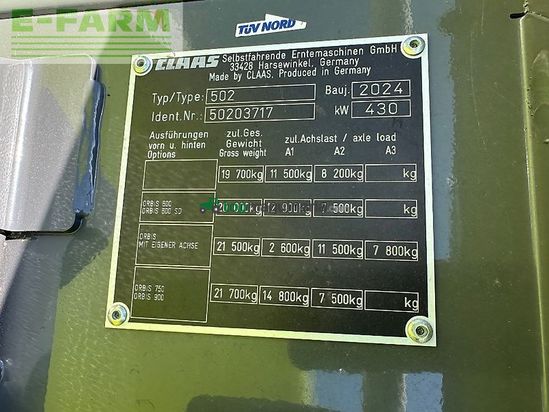 E-FARM
TÜV NORD
CLAAS Selbstfahrende Erntemaschinen GmbH
33428 Harsewinkel, Germany
Made by CLAAS. Produced in Germany
Typ/Type: 502 Bauj. 2024
Ident.Nr.: 50203717 kW 430
Ausführungen vorn u. hinten Options
zul.Ges. Gewicht Gross weight
zul.Achslast / axle load
A1 A2 A3
19 700kg 11 500kg 8 200kg kg
ORBIS 600
ORBIS 600 SD
500kg kg
ORBIS
MIT EIGENER ACHSE
21 500kg 2 600kg 11 500kg 7 800kg
ORBIS 750
ORBIS 900
21 700kg 14 800kg 7 500kg kg